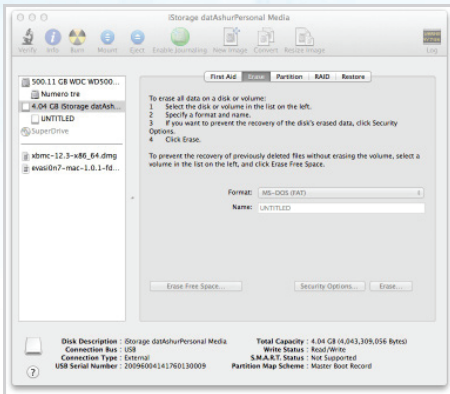 iStorage datAshurPersonal Media
Verify Info Burn Mount Eject Enable Journaling New Image Convert Resize Image Log
First Aid Erase Partition RAID Restore
500.11 GB WDC WD500...
Numero tre
4.04 GB iStorage datAsh...
UNTITLED
SuperDrive
xbmc-12.3-x86_64.dmg
evasi0n7-mac-1.0.1-fd...
To erase all data on a disk or volume:
1 Select the disk or volume in the list on the left.
2 Specify a format and name.
3 If you want to prevent the recovery of the disk's erased data, click Security
Options.
4 Click Erase.
To prevent the recovery of previously deleted files without erasing the volume, select a
volume in the list on the left, and click Erase Free Space.
Format: MS-DOS (FAT)
Name: UNTITLED
Erase Free Space... Security Options... Erase...
Disk Description : iStorage datAshurPersonal Media Total Capacity : 4.04 GB (4,043,309,056 Bytes)
Connection Bus : USB Write Status : Read/Write
Connection Type : External S.M.A.R.T. Status : Not Supported
USB Serial Number : 20096004141760130009 Partition Map Scheme : Master Boot Record
?